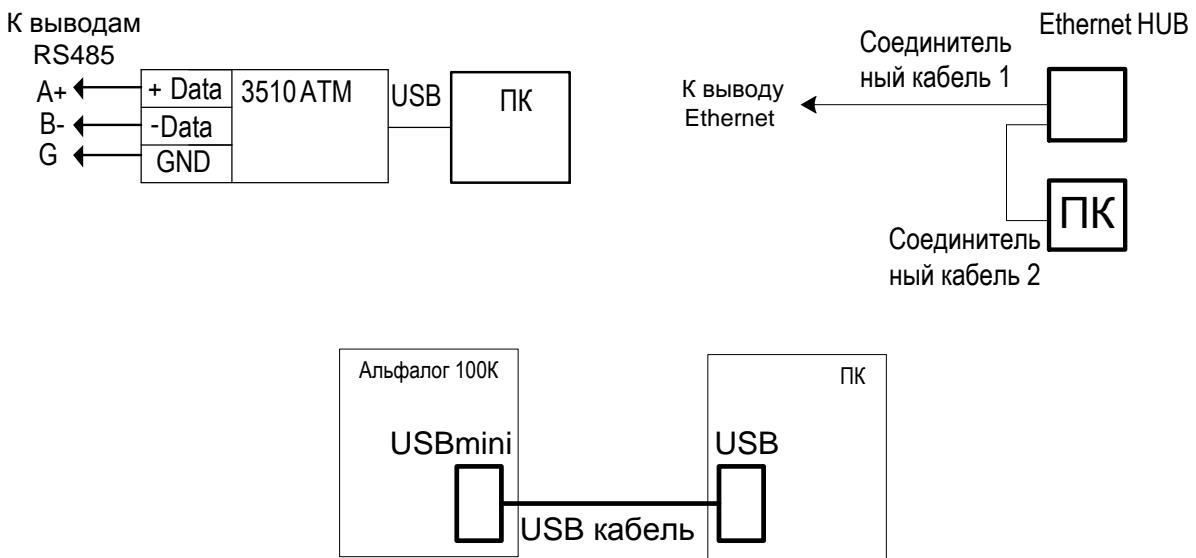 К выводам
RS485
A+
B-
G
+ Data
-Data
GND
3510 ATM
USB
ПК
Ethernet HUB
Соединитель
ный кабель 1
К выводу
Ethernet
ПК
Соединитель
ный кабель 2
Альфалог 100К
USBmini
USB кабель
ПК
USB